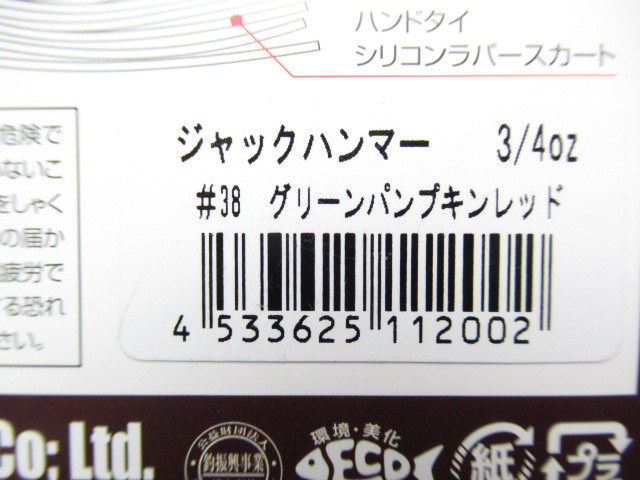 ハンドタイ
シリコンラバースカート
危険で
ないこ
をしゃく
の届か
疲労で
する恐れ
さい。
ジャックハンマー 3/4oz
#38 グリーンパンプキンレッド
4 533625 112002
Co; Ltd.
公益財団法人
釣振興事業
環境・美化
ECO
紙
プラ